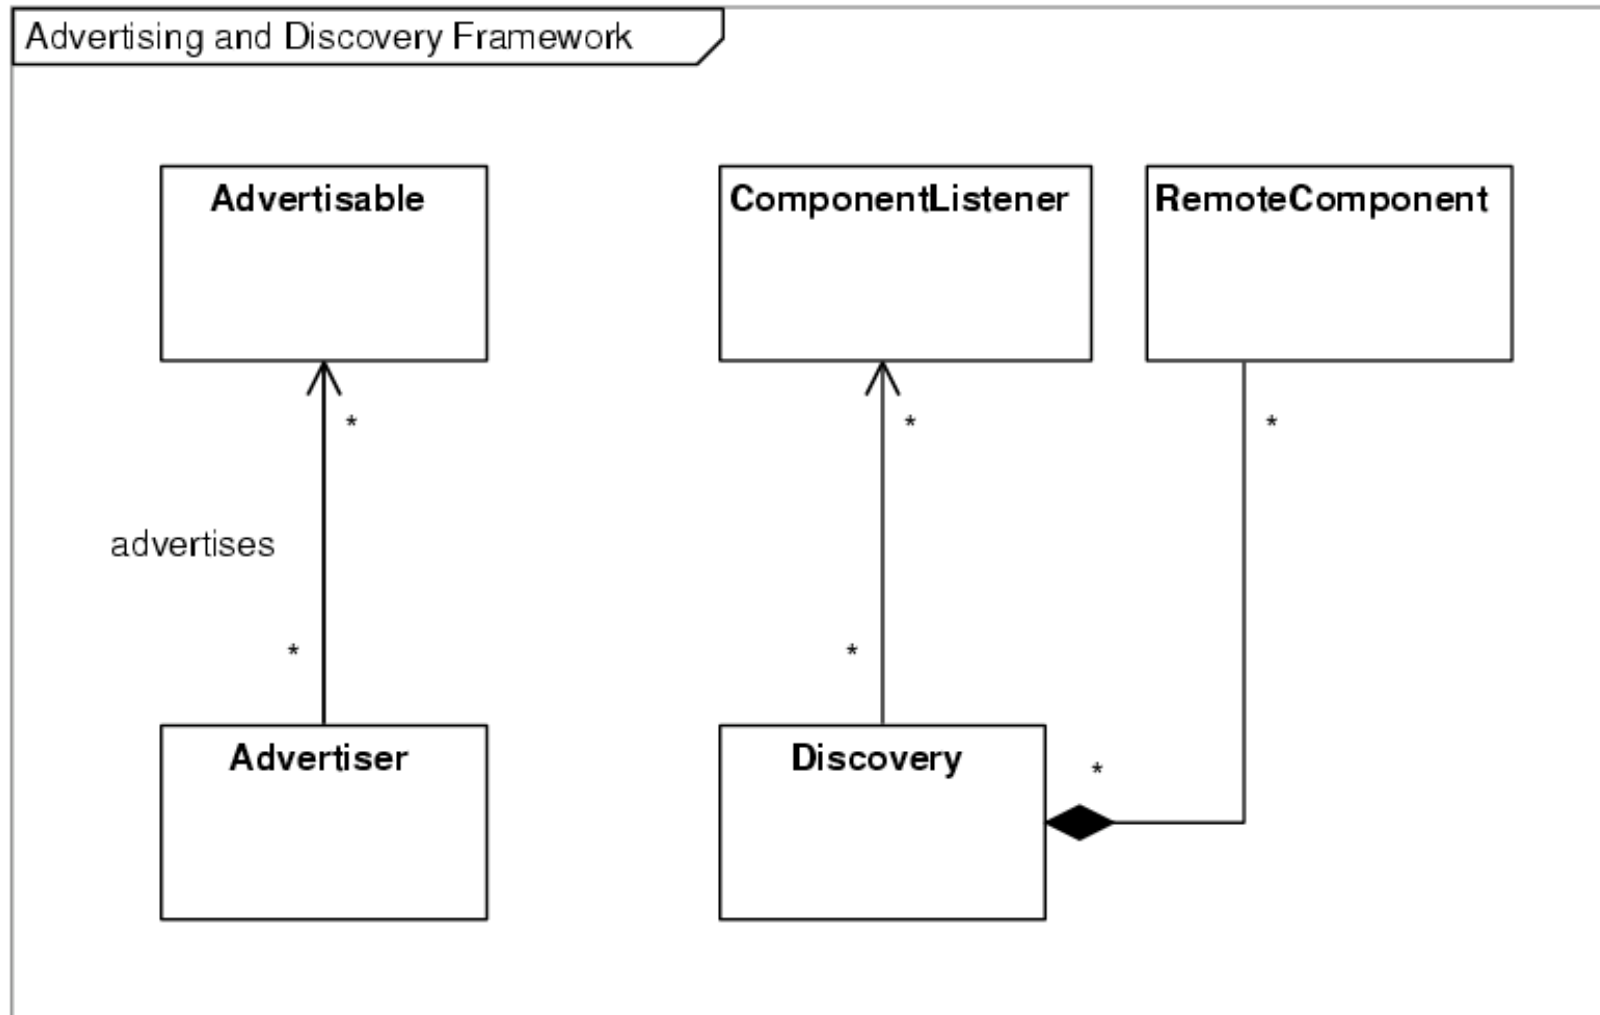 Advertising and Discovery Framework
Advertisable
ComponentListener
RemoteComponent
*
*
*
advertises
*
*
Advertiser
Discovery
*